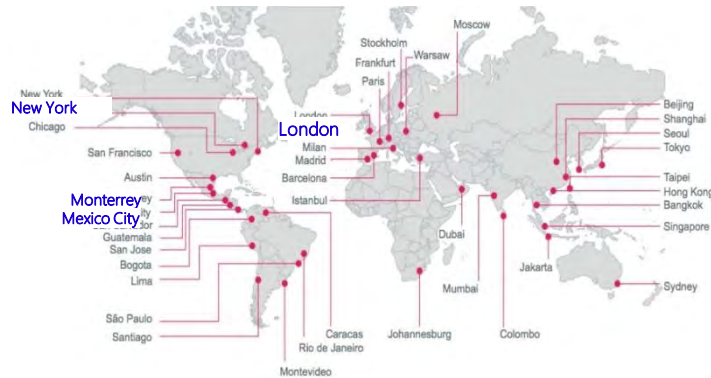 Moscow
Stockholm
Warsaw
Frankfurt
Paris
New York
New York
Chicago
San Francisco
Austin
Monterrey
Mexico City
Guatemala
San Jose
Bogota
Lima
São Paulo
Santiago
London
London
Milan
Madrid
Barcelona
Istanbul
Beijing
Shanghai
Seoul
Tokyo
Taipei
Hong Kong
Bangkok
Singapore
Dubai
Jakarta
Mumbai
Sydney
Caracas
Rio de Janeiro
Johannesburg
Colombo
Montevideo